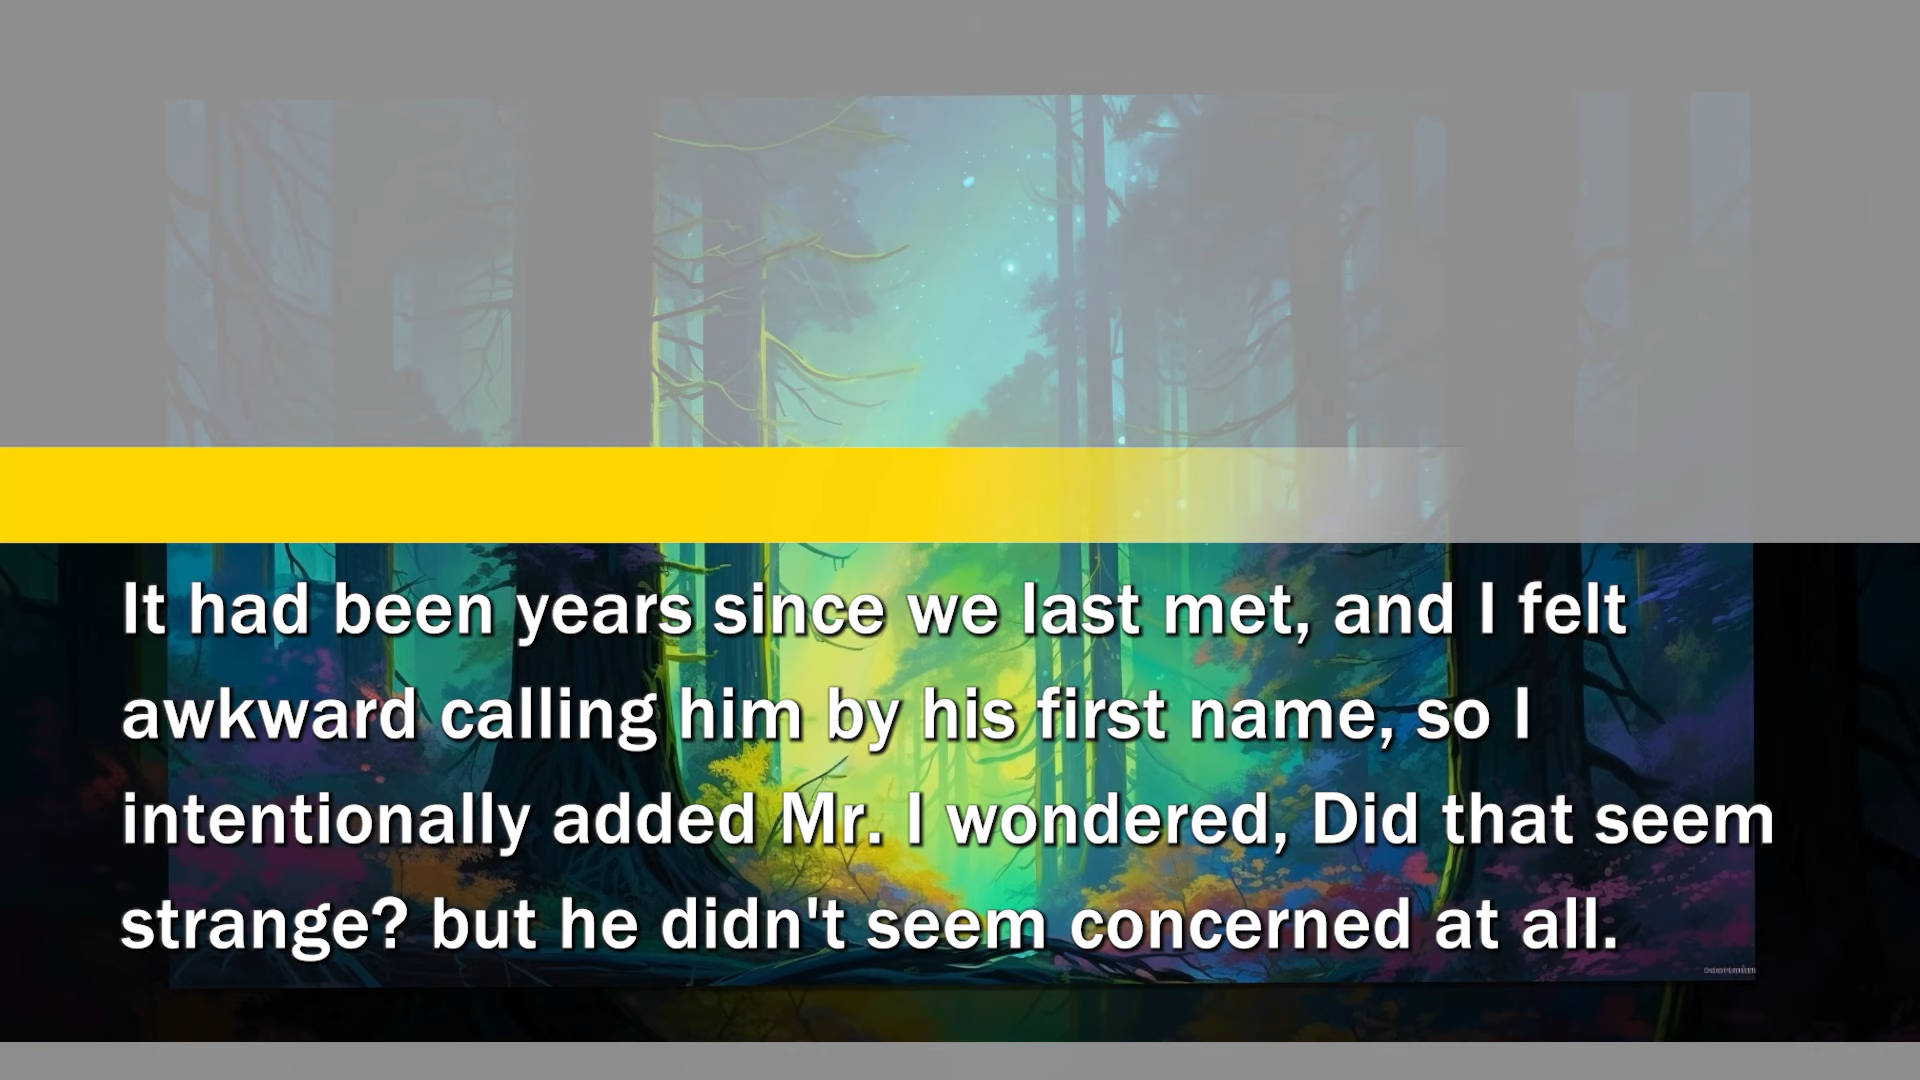 It had been years since we last met, and I felt
awkward calling him by his first name, so I
intentionally added Mr. I wondered, Did that seem
strange? but he didn't seem concerned at all.